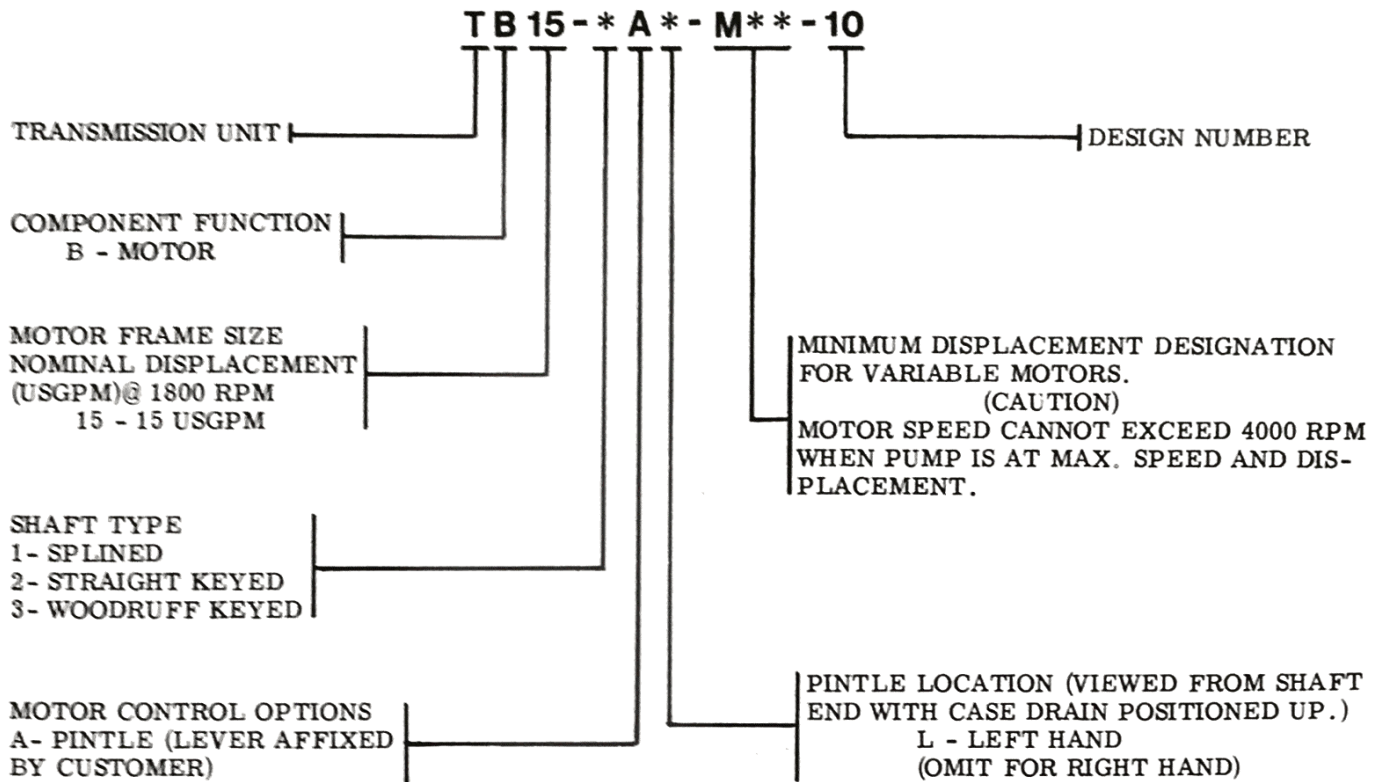 TB15-*A*-M**-10
TRANSMISSION UNIT
DESIGN NUMBER
COMPONENT FUNCTION
B - MOTOR
MOTOR FRAME SIZE
NOMINAL DISPLACEMENT
(USGPM)@ 1800 RPM
15 - 15 USGPM
MINIMUM DISPLACEMENT DESIGNATION
FOR VARIABLE MOTORS.
(CAUTION)
MOTOR SPEED CANNOT EXCEED 4000 RPM
WHEN PUMP IS AT MAX. SPEED AND DIS-
PLACEMENT.
SHAFT TYPE
1- SPLINED
2- STRAIGHT KEYED
3- WOODRUFF KEYED
MOTOR CONTROL OPTIONS
A- PINTLE (LEVER AFFIXED
BY CUSTOMER)
PINTLE LOCATION (VIEWED FROM SHAFT
END WITH CASE DRAIN POSITIONED UP.)
L - LEFT HAND
(OMIT FOR RIGHT HAND)